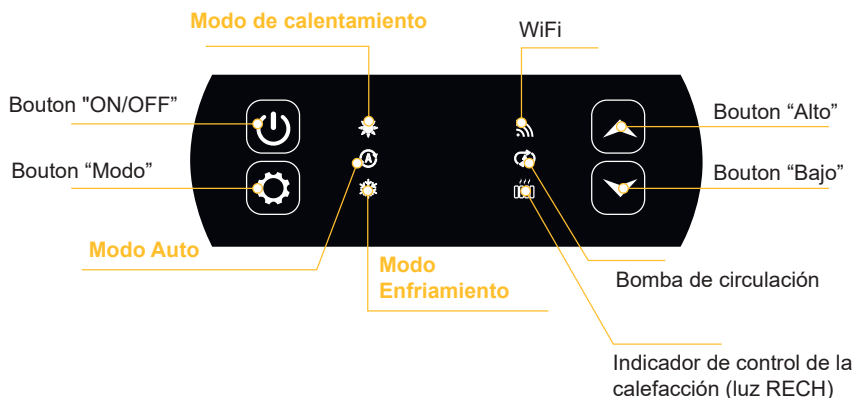 Modo de calentamiento
WiFi
Bouton "ON/OFF”
Bouton “Alto”
Bouton “Modo”
Bouton “Bajo”
A
Modo Auto
Modo
Enfriamiento
Bomba de circulación
Indicador de control de la
calefacción (luz RECH)